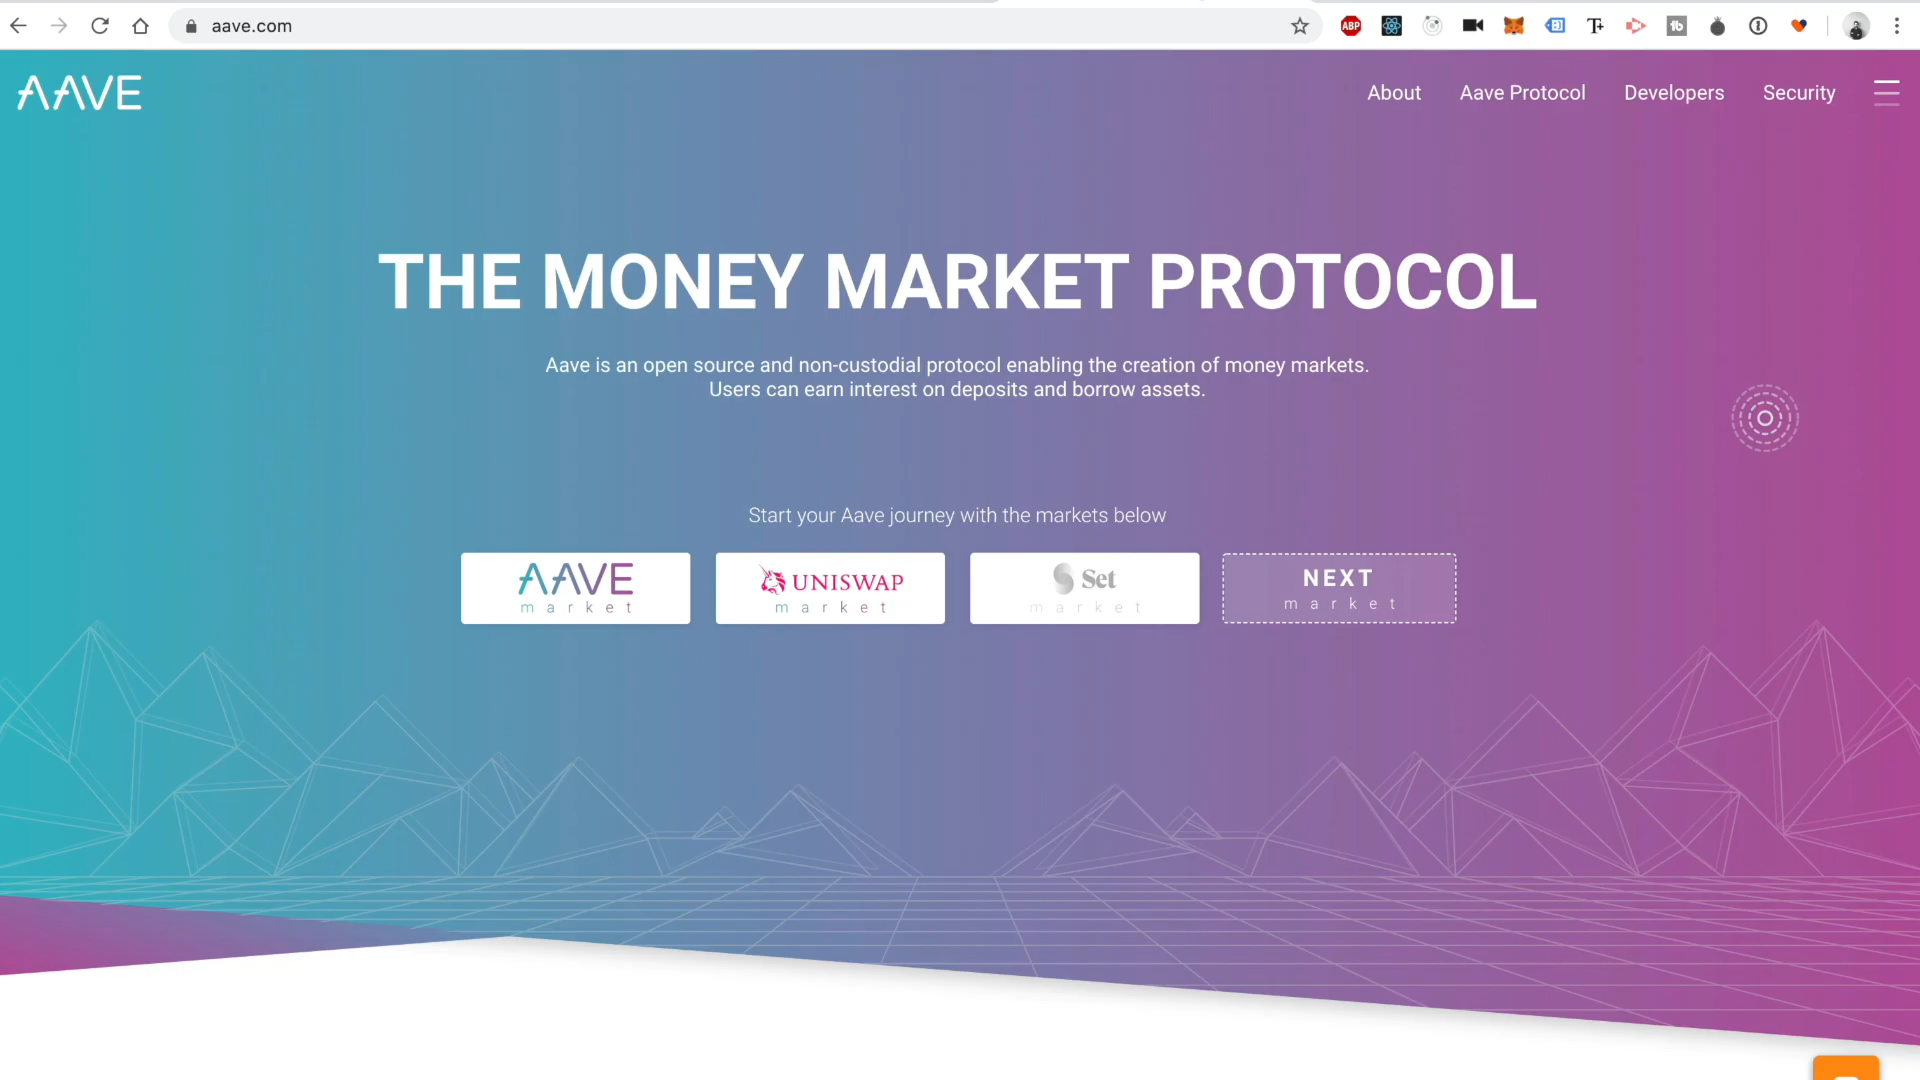 aave.com
ABP
T+
tb
AAVE
About
Aave Protocol
Developers
Security
THE MONEY MARKET PROTOCOL
Aave is an open source and non-custodial protocol enabling the creation of money markets.
Users can earn interest on deposits and borrow assets.
Start your Aave journey with the markets below
AAVE
market
UNISWAP
market
Set
market
NEXT
market